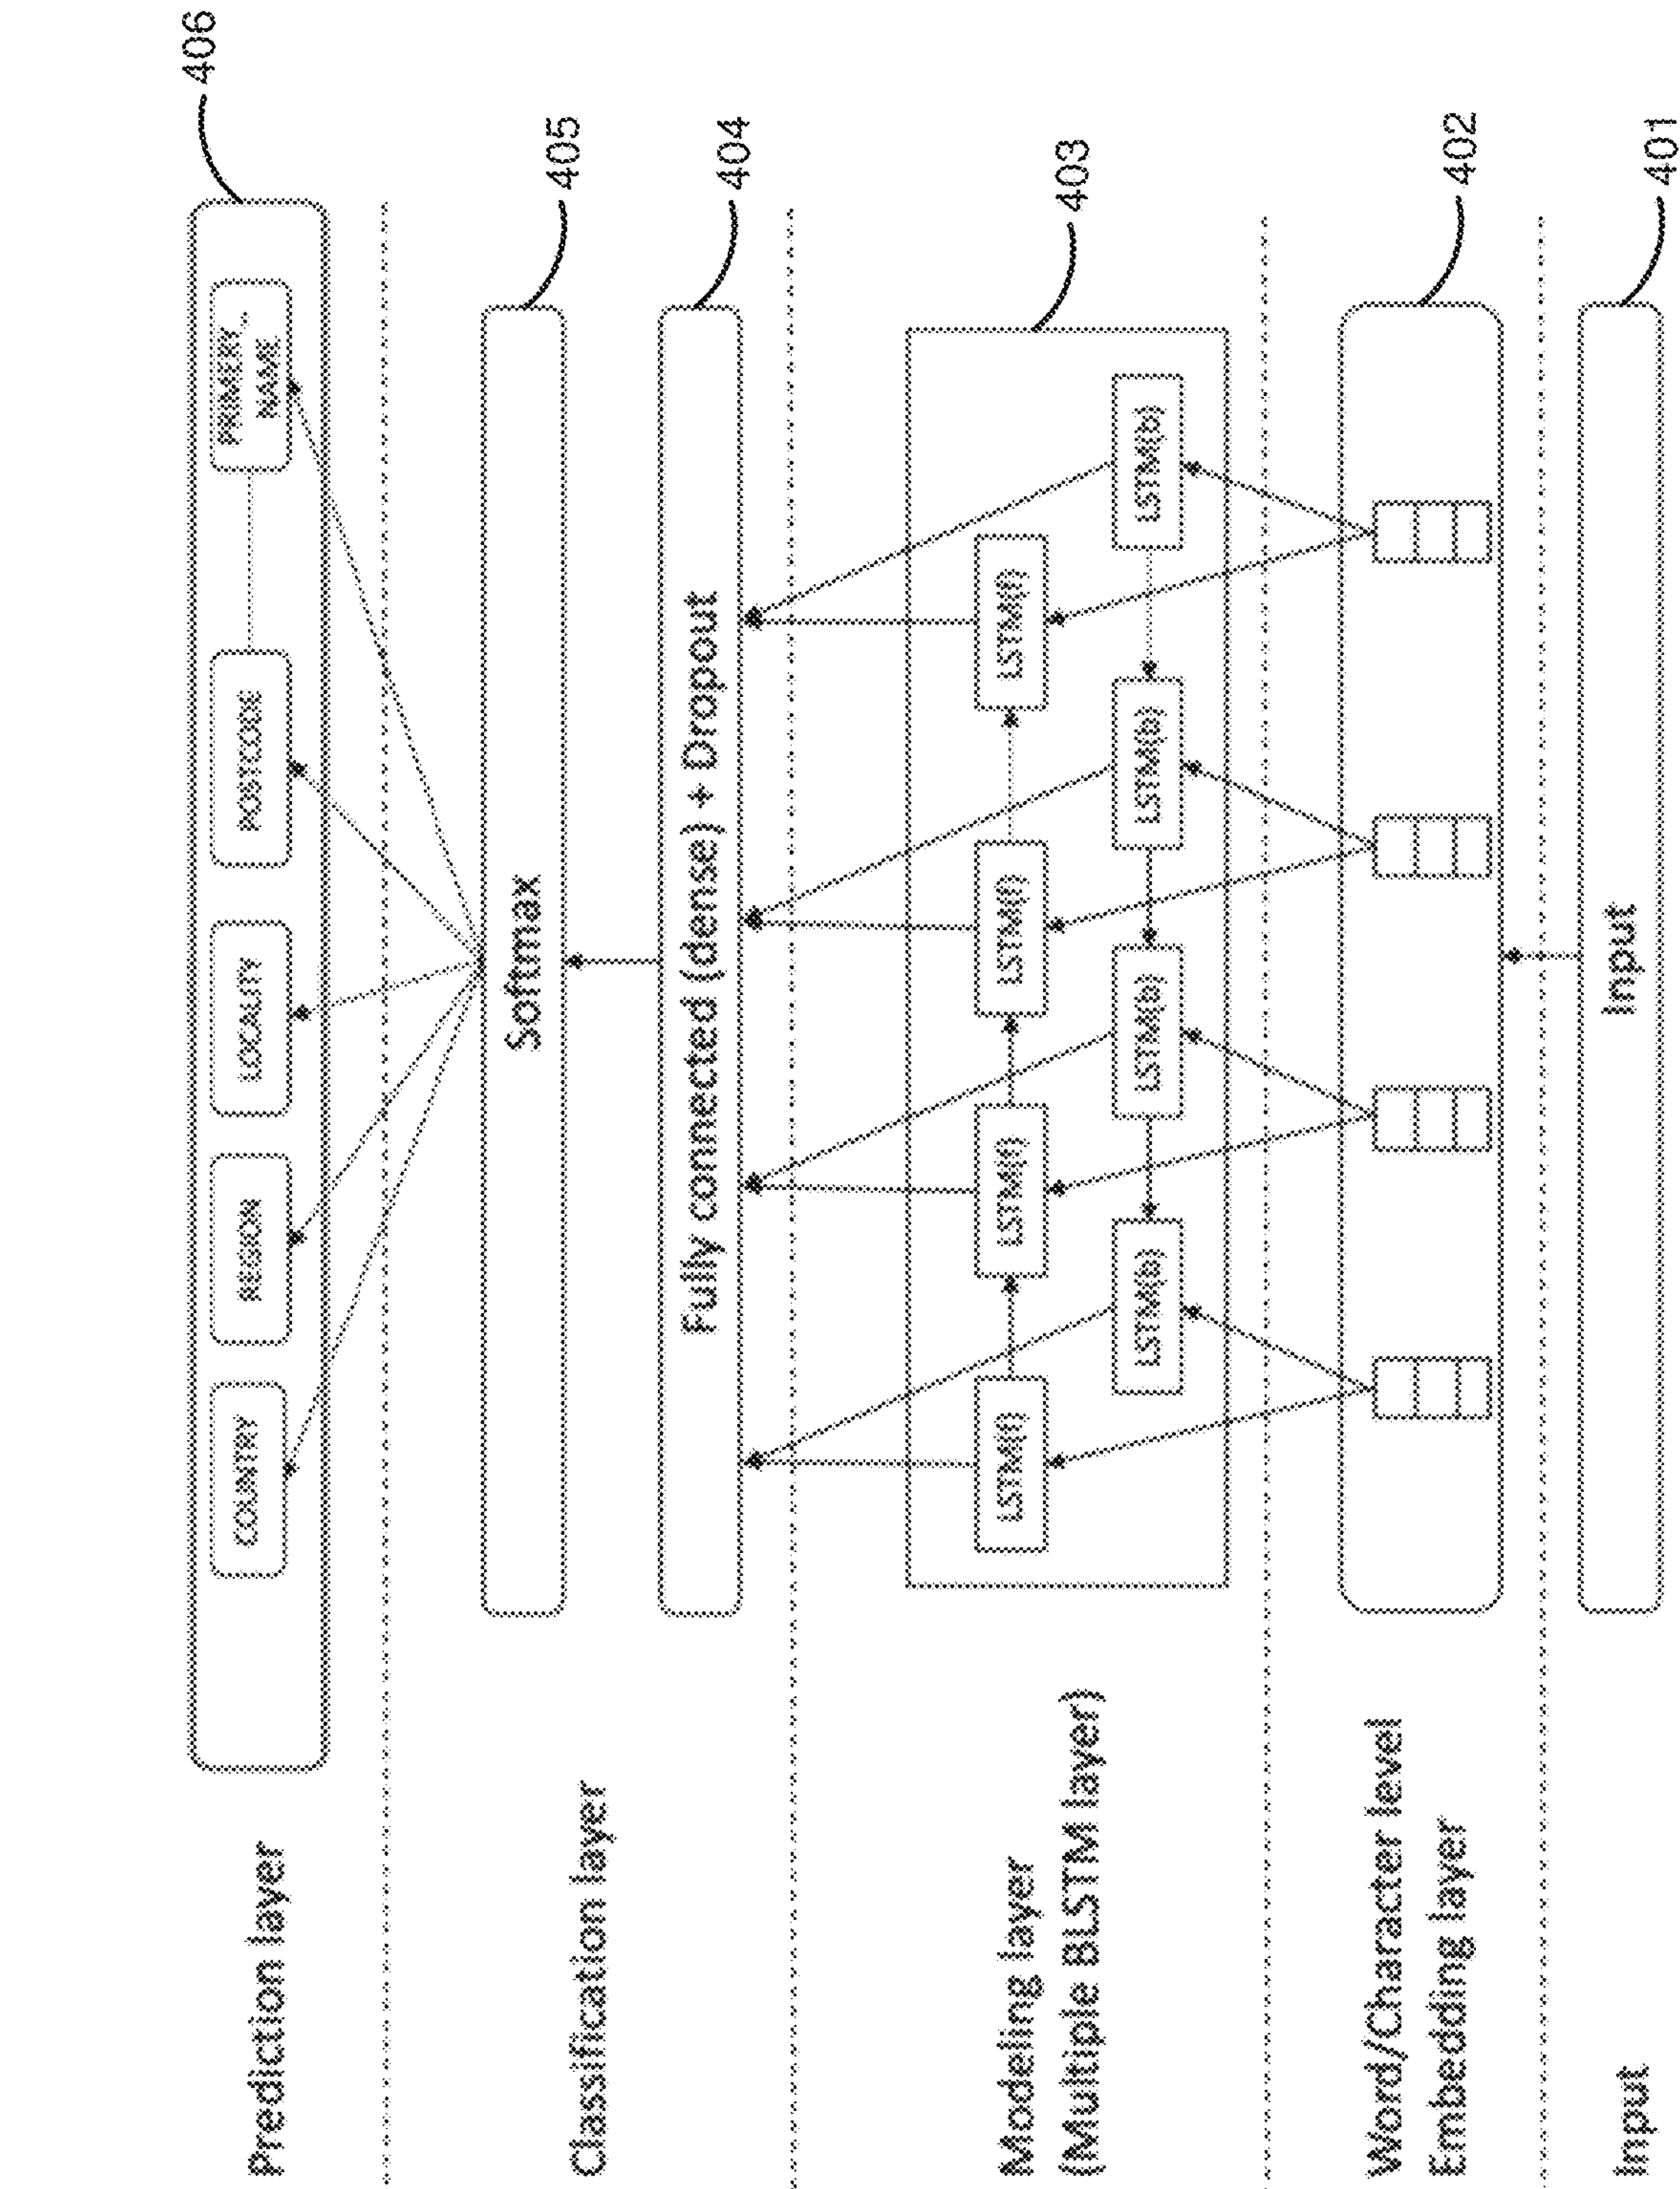 406
Prediction layer
COUNTRY
REGION
LOCALITY
POSTCODE
PRIMERY_
NAME
Classification layer
405
Softmax
404
Fully connected (dense) + Dropout
Modeling layer
(Multiple BLSTM layer)
403
LSTM(f)
LSTM(f)
LSTM(f)
LSTM(f)
LSTM(b)
LSTM(b)
LSTM(b)
LSTM(b)
Word/Character level
Embedding layer
402
Input
Input
401